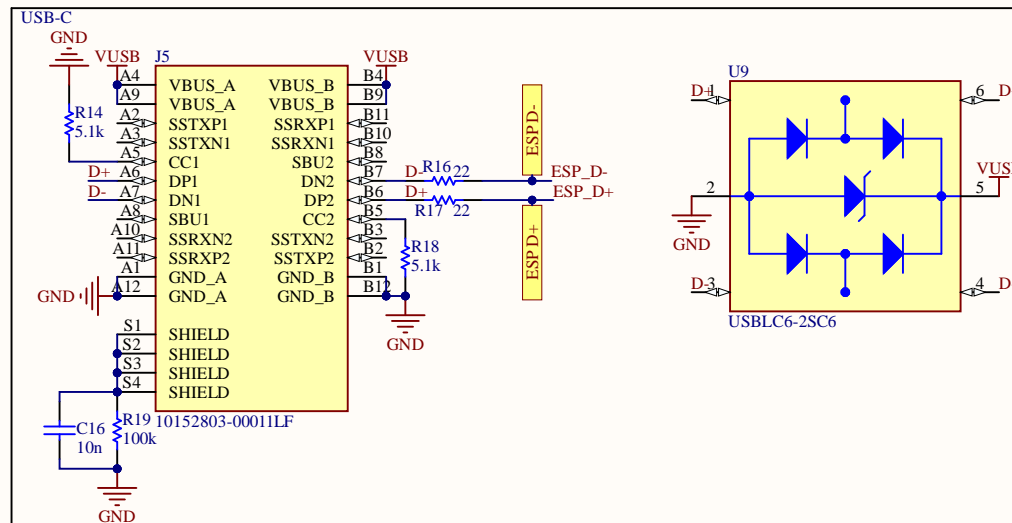 USB-C
GND
VUSB
J5
VUSB
A4 VBUS_A VBUS_B B4
A9 VBUS_A VBUS_B B9
A2 SSTXP1 SSRXP1 B11
A3 SSTXN1 SSRXN1 B10
A5 CC1 SBU2 B8
D+ A6 DP1 DN2 B7 D-
D- A7 DN1 DP2 B6 D+
A8 SBU1 CC2 B5
A10 SSRXN2 SSTXN2 B3
A11 SSRXP2 SSTXP2 B2
A1 GND_A GND_B B1
GND A12 GND_A GND_B B12
S1 SHIELD
S2 SHIELD
S3 SHIELD
S4 SHIELD
10152803-00011LF
R14
5.1k
R16 22
R17 22
ESP D-
ESP_D-
ESP_D+
ESP D+
R18
5.1k
GND
C16
10n
R19
100k
GND
U9
D+ 1
6 D
2
GND
VUSB
5
D- 3
4 D
USBLC6-2SC6